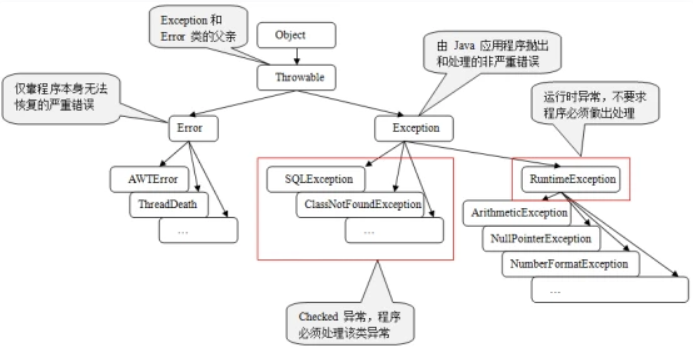 Exception 和
Error 类的父亲
Object
Throwable
由 Java 应用程序抛出
和处理的非严重错误
仅靠程序本身无法
恢复的严重错误
运行时异常，不要求
程序必须做出处理
Error
Exception
AWTError
ThreadDeath
…
SQLException
ClassNotFoundException
…
RuntimeException
ArithmeticException
NullPointerException
NumberFormatException
…
Checked 异常，程序
必须处理该类异常